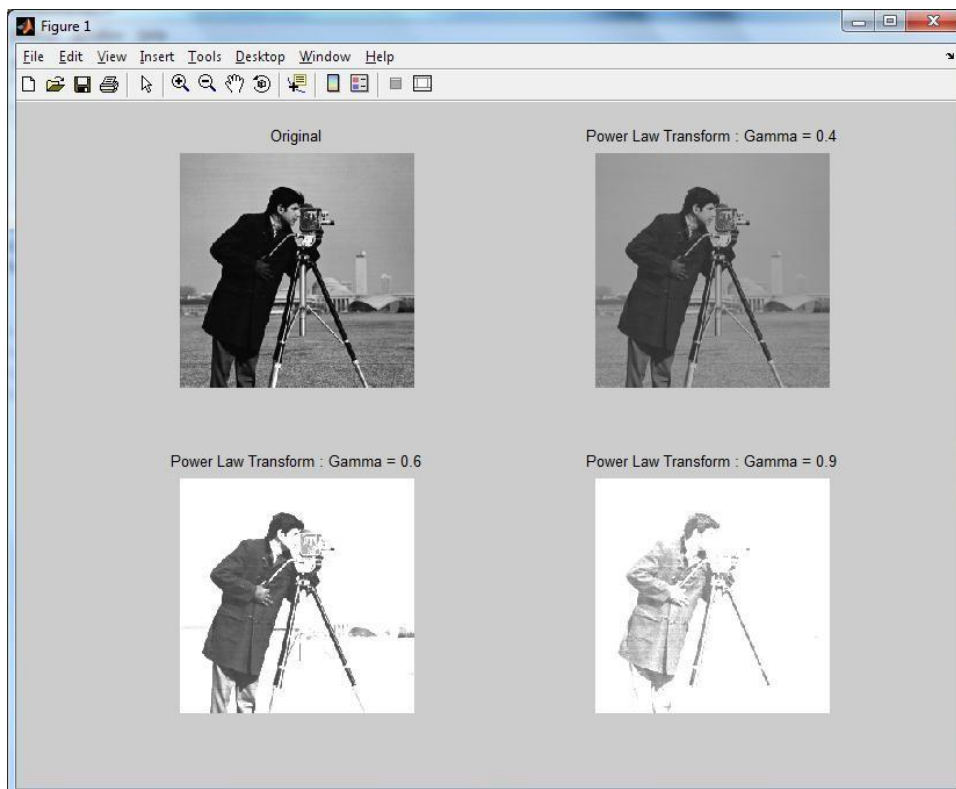 Figure 1
File Edit View Insert Tools Desktop Window Help
Original
Power Law Transform : Gamma = 0.4
Power Law Transform : Gamma = 0.6
Power Law Transform : Gamma = 0.9